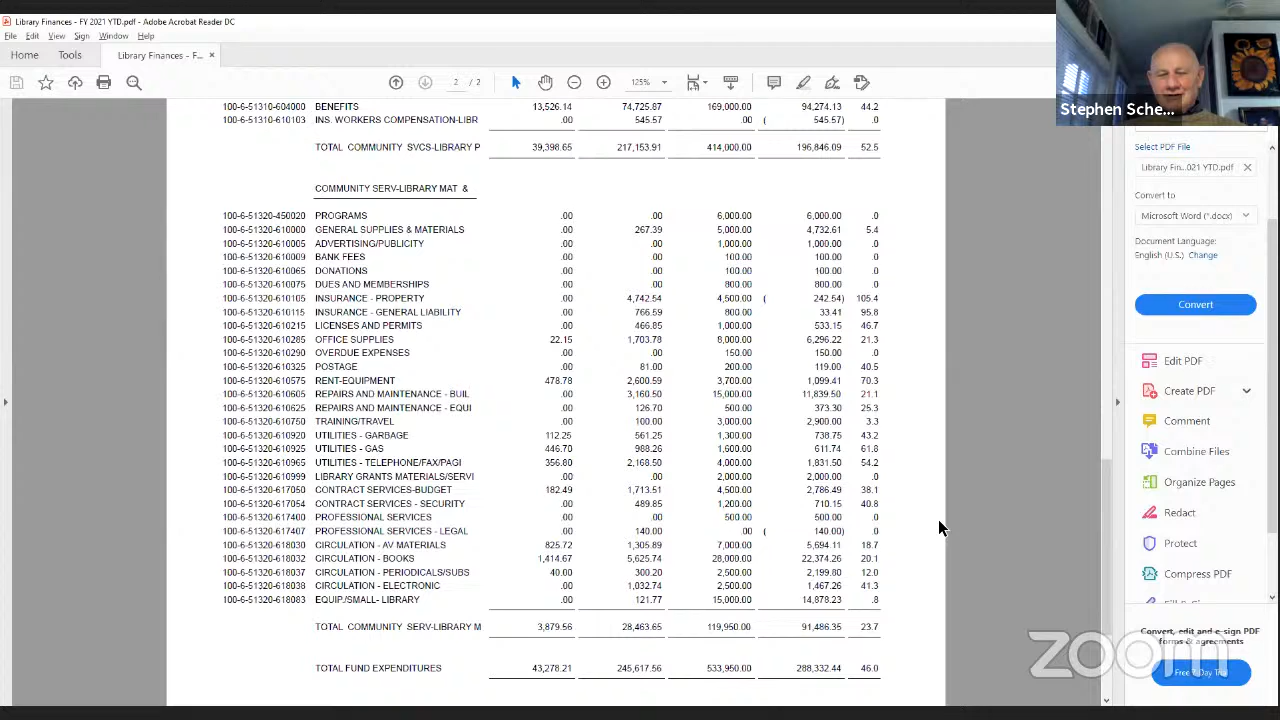 Library Finances - FY 2021 YTD.pdf - Adobe Acrobat Reader DC
File Edit View Sign Window Help
Home Tools Library Finances - F... ×
2 / 2 125%
100-6-51310-604000 BENEFITS 13,526.14 74,725.87 169,000.00 94,274.13 44.2
100-6-51310-610103 INS. WORKERS COMPENSATION-LIBR .00 545.57 .00 ( 545.57) .0
TOTAL COMMUNITY SVCS-LIBRARY P 39,398.65 217,153.91 414,000.00 196,846.09 52.5
COMMUNITY SERV-LIBRARY MAT &
100-6-51320-450020 PROGRAMS .00 .00 6,000.00 6,000.00 .0
100-6-51320-610000 GENERAL SUPPLIES & MATERIALS .00 267.39 5,000.00 4,732.61 5.4
100-6-51320-610005 ADVERTISING/PUBLICITY .00 .00 1,000.00 1,000.00 .0
100-6-51320-610009 BANK FEES .00 .00 100.00 100.00 .0
100-6-51320-610065 DONATIONS .00 .00 100.00 100.00 .0
100-6-51320-610075 DUES AND MEMBERSHIPS .00 .00 800.00 800.00 .0
100-6-51320-610105 INSURANCE - PROPERTY .00 4,742.54 4,500.00 ( 242.54) 105.4
100-6-51320-610115 INSURANCE - GENERAL LIABILITY .00 766.59 800.00 33.41 95.8
100-6-51320-610215 LICENSES AND PERMITS .00 466.85 1,000.00 533.15 46.7
100-6-51320-610285 OFFICE SUPPLIES 22.15 1,703.78 8,000.00 6,296.22 21.3
100-6-51320-610290 OVERDUE EXPENSES .00 .00 150.00 150.00 .0
100-6-51320-610325 POSTAGE .00 81.00 200.00 119.00 40.5
100-6-51320-610575 RENT-EQUIPMENT 478.78 2,600.59 3,700.00 1,099.41 70.3
100-6-51320-610605 REPAIRS AND MAINTENANCE - BUIL .00 3,160.50 15,000.00 11,839.50 21.1
100-6-51320-610625 REPAIRS AND MAINTENANCE - EQUI .00 126.70 500.00 373.30 25.3
100-6-51320-610750 TRAINING/TRAVEL .00 100.00 3,000.00 2,900.00 3.3
100-6-51320-610920 UTILITIES - GARBAGE 112.25 561.25 1,300.00 738.75 43.2
100-6-51320-610925 UTILITIES - GAS 446.70 988.26 1,600.00 611.74 61.8
100-6-51320-610965 UTILITIES - TELEPHONE/FAX/PAGI 356.80 2,168.50 4,000.00 1,831.50 54.2
100-6-51320-610999 LIBRARY GRANTS MATERIALS/SERVI .00 .00 2,000.00 2,000.00 .0
100-6-51320-617050 CONTRACT SERVICES-BUDGET 182.49 1,713.51 4,500.00 2,786.49 38.1
100-6-51320-617054 CONTRACT SERVICES - SECURITY .00 489.85 1,200.00 710.15 40.8
100-6-51320-617400 PROFESSIONAL SERVICES .00 .00 500.00 500.00 .0
100-6-51320-617407 PROFESSIONAL SERVICES - LEGAL .00 140.00 .00 ( 140.00) .0
100-6-51320-618030 CIRCULATION - AV MATERIALS 825.72 1,305.89 7,000.00 5,694.11 18.7
100-6-51320-618032 CIRCULATION - BOOKS 1,414.67 5,625.74 28,000.00 22,374.26 20.1
100-6-51320-618037 CIRCULATION - PERIODICALS/SUBS 40.00 300.20 2,500.00 2,199.80 12.0
100-6-51320-618038 CIRCULATION - ELECTRONIC .00 1,032.74 2,500.00 1,467.26 41.3
100-6-51320-618083 EQUIP./SMALL- LIBRARY .00 121.77 15,000.00 14,878.23 .8
TOTAL COMMUNITY SERV-LIBRARY M 3,879.56 28,463.65 119,950.00 91,486.35 23.7
TOTAL FUND EXPENDITURES 43,278.21 245,617.56 533,950.00 288,332.44 46.0
Stephen Sche...
Select PDF File
Library Fin...021 YTD.pdf ×
Convert to
Microsoft Word (*.docx)
Document Language:
English (U.S.) Change
Convert
Edit PDF
Create PDF
Comment
Combine Files
Organize Pages
Redact
Protect
Compress PDF
Convert, edit and e-sign PDF
forms & agreements
Free 7-Day Trial
zoom